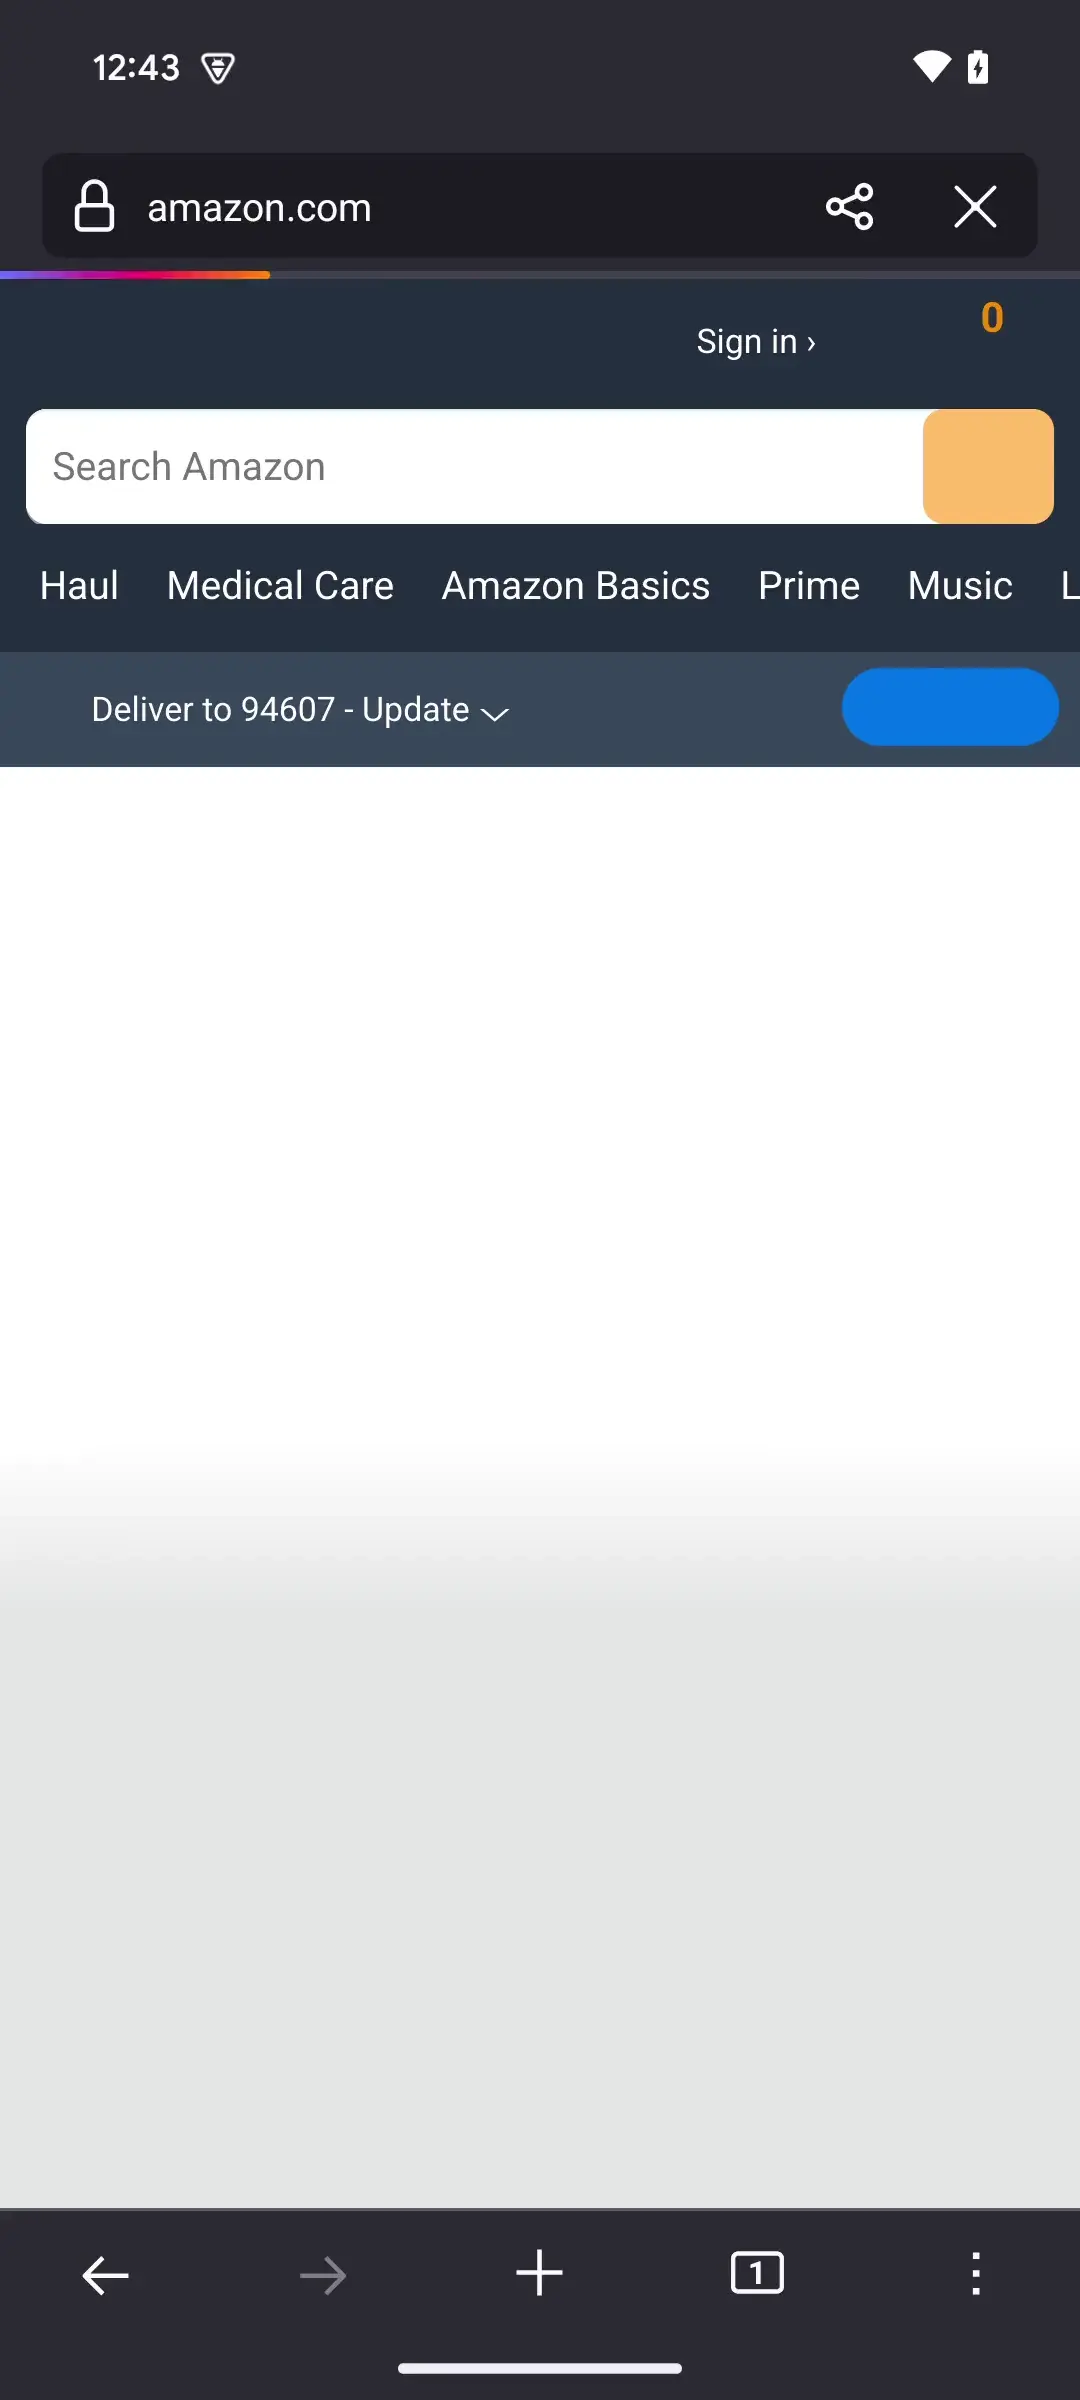 12:43
amazon.com
0
Sign in ›
Search Amazon
Haul Medical Care Amazon Basics Prime Music L
Deliver to 94607 - Update
1